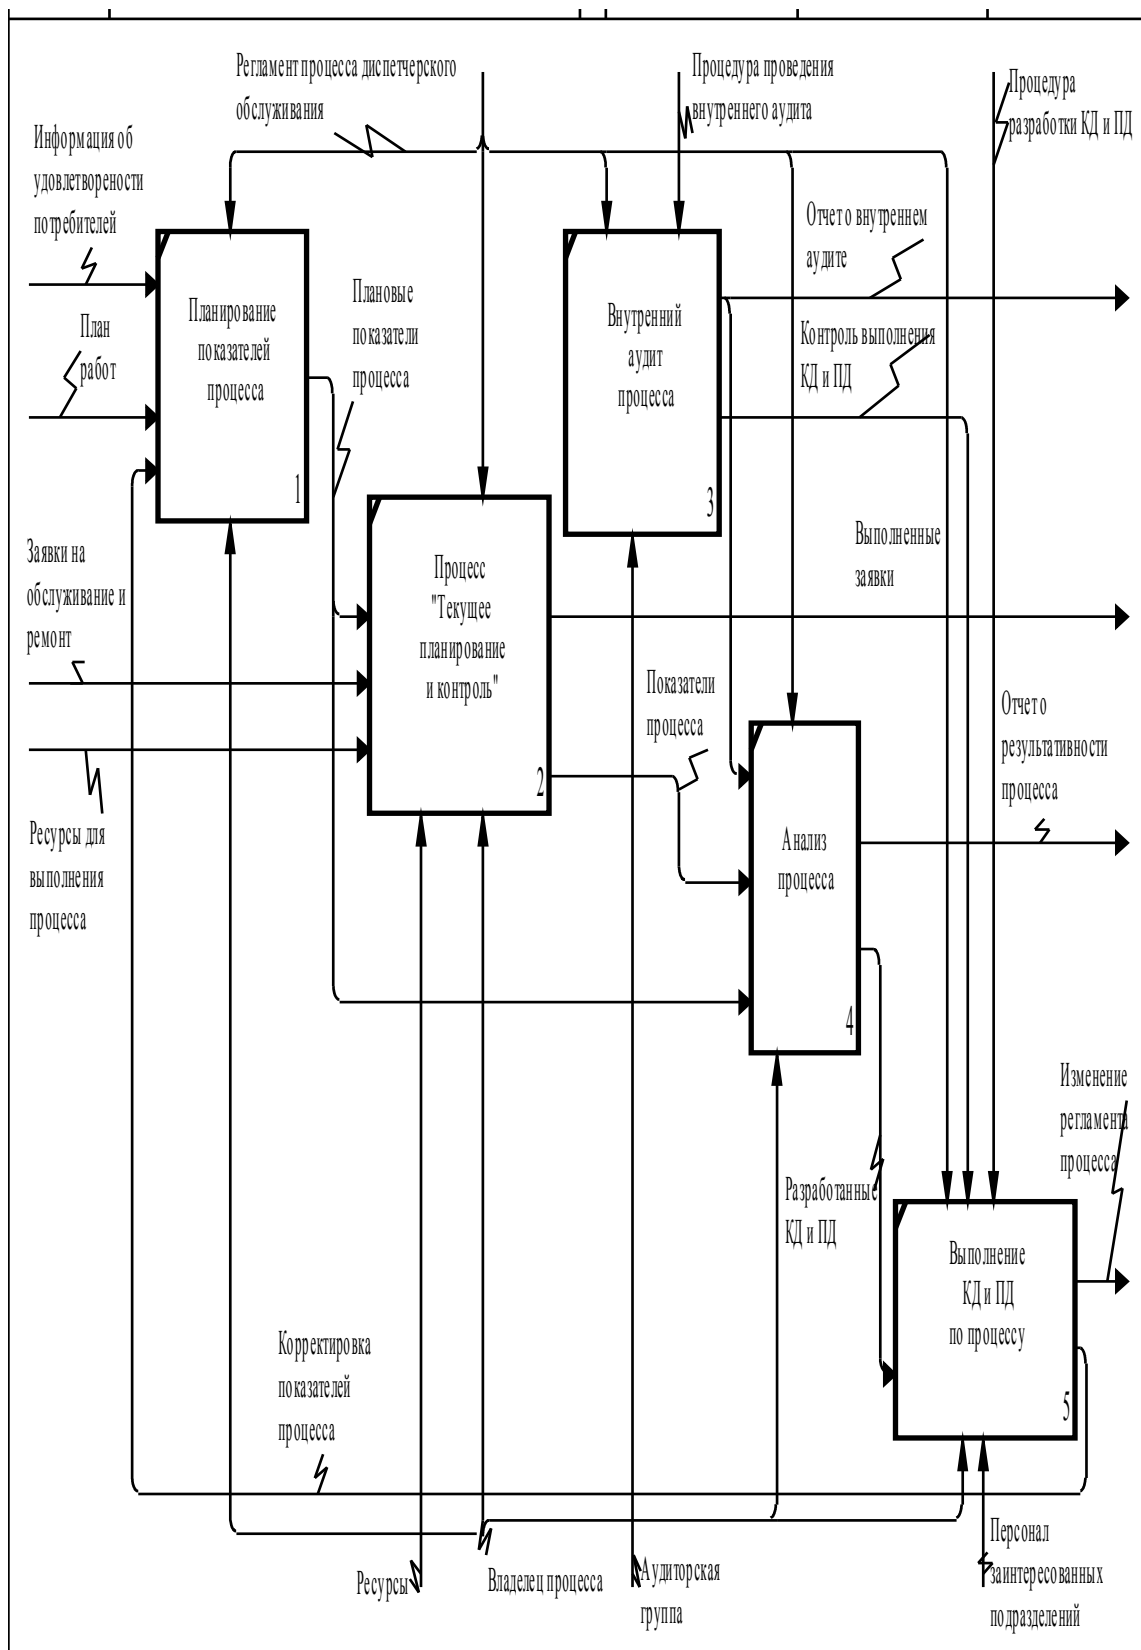 Регламент процесса диспетчерского
обслуживания
Процедура проведения
внутреннего аудита
Процедура
разработки КД и ПД
Информация об
удовлетворености
потребителей
План
работ
Планирование
показателей
процесса
1
Плановые
показатели
процесса
Внутренний
аудит
процесса
3
Отчет о внутреннем
аудите
Контроль выполнения
КД и ПД
Заявки на
обслуживание и
ремонт
Процесс
"Текущее
планирование
и контроль"
2
Выполненные
заявки
Показатели
процесса
Отчет о
результативности
процесса
Ресурсы для
выполнения
процесса
Анализ
процесса
4
Изменение
регламента
процесса
Разработанные
КД и ПД
Выполнение
КД и ПД
по процессу
5
Корректировка
показателей
процесса
Ресурсы
Владелец процесса
Аудиторская
группа
Персонал
заинтересованных
подразделений